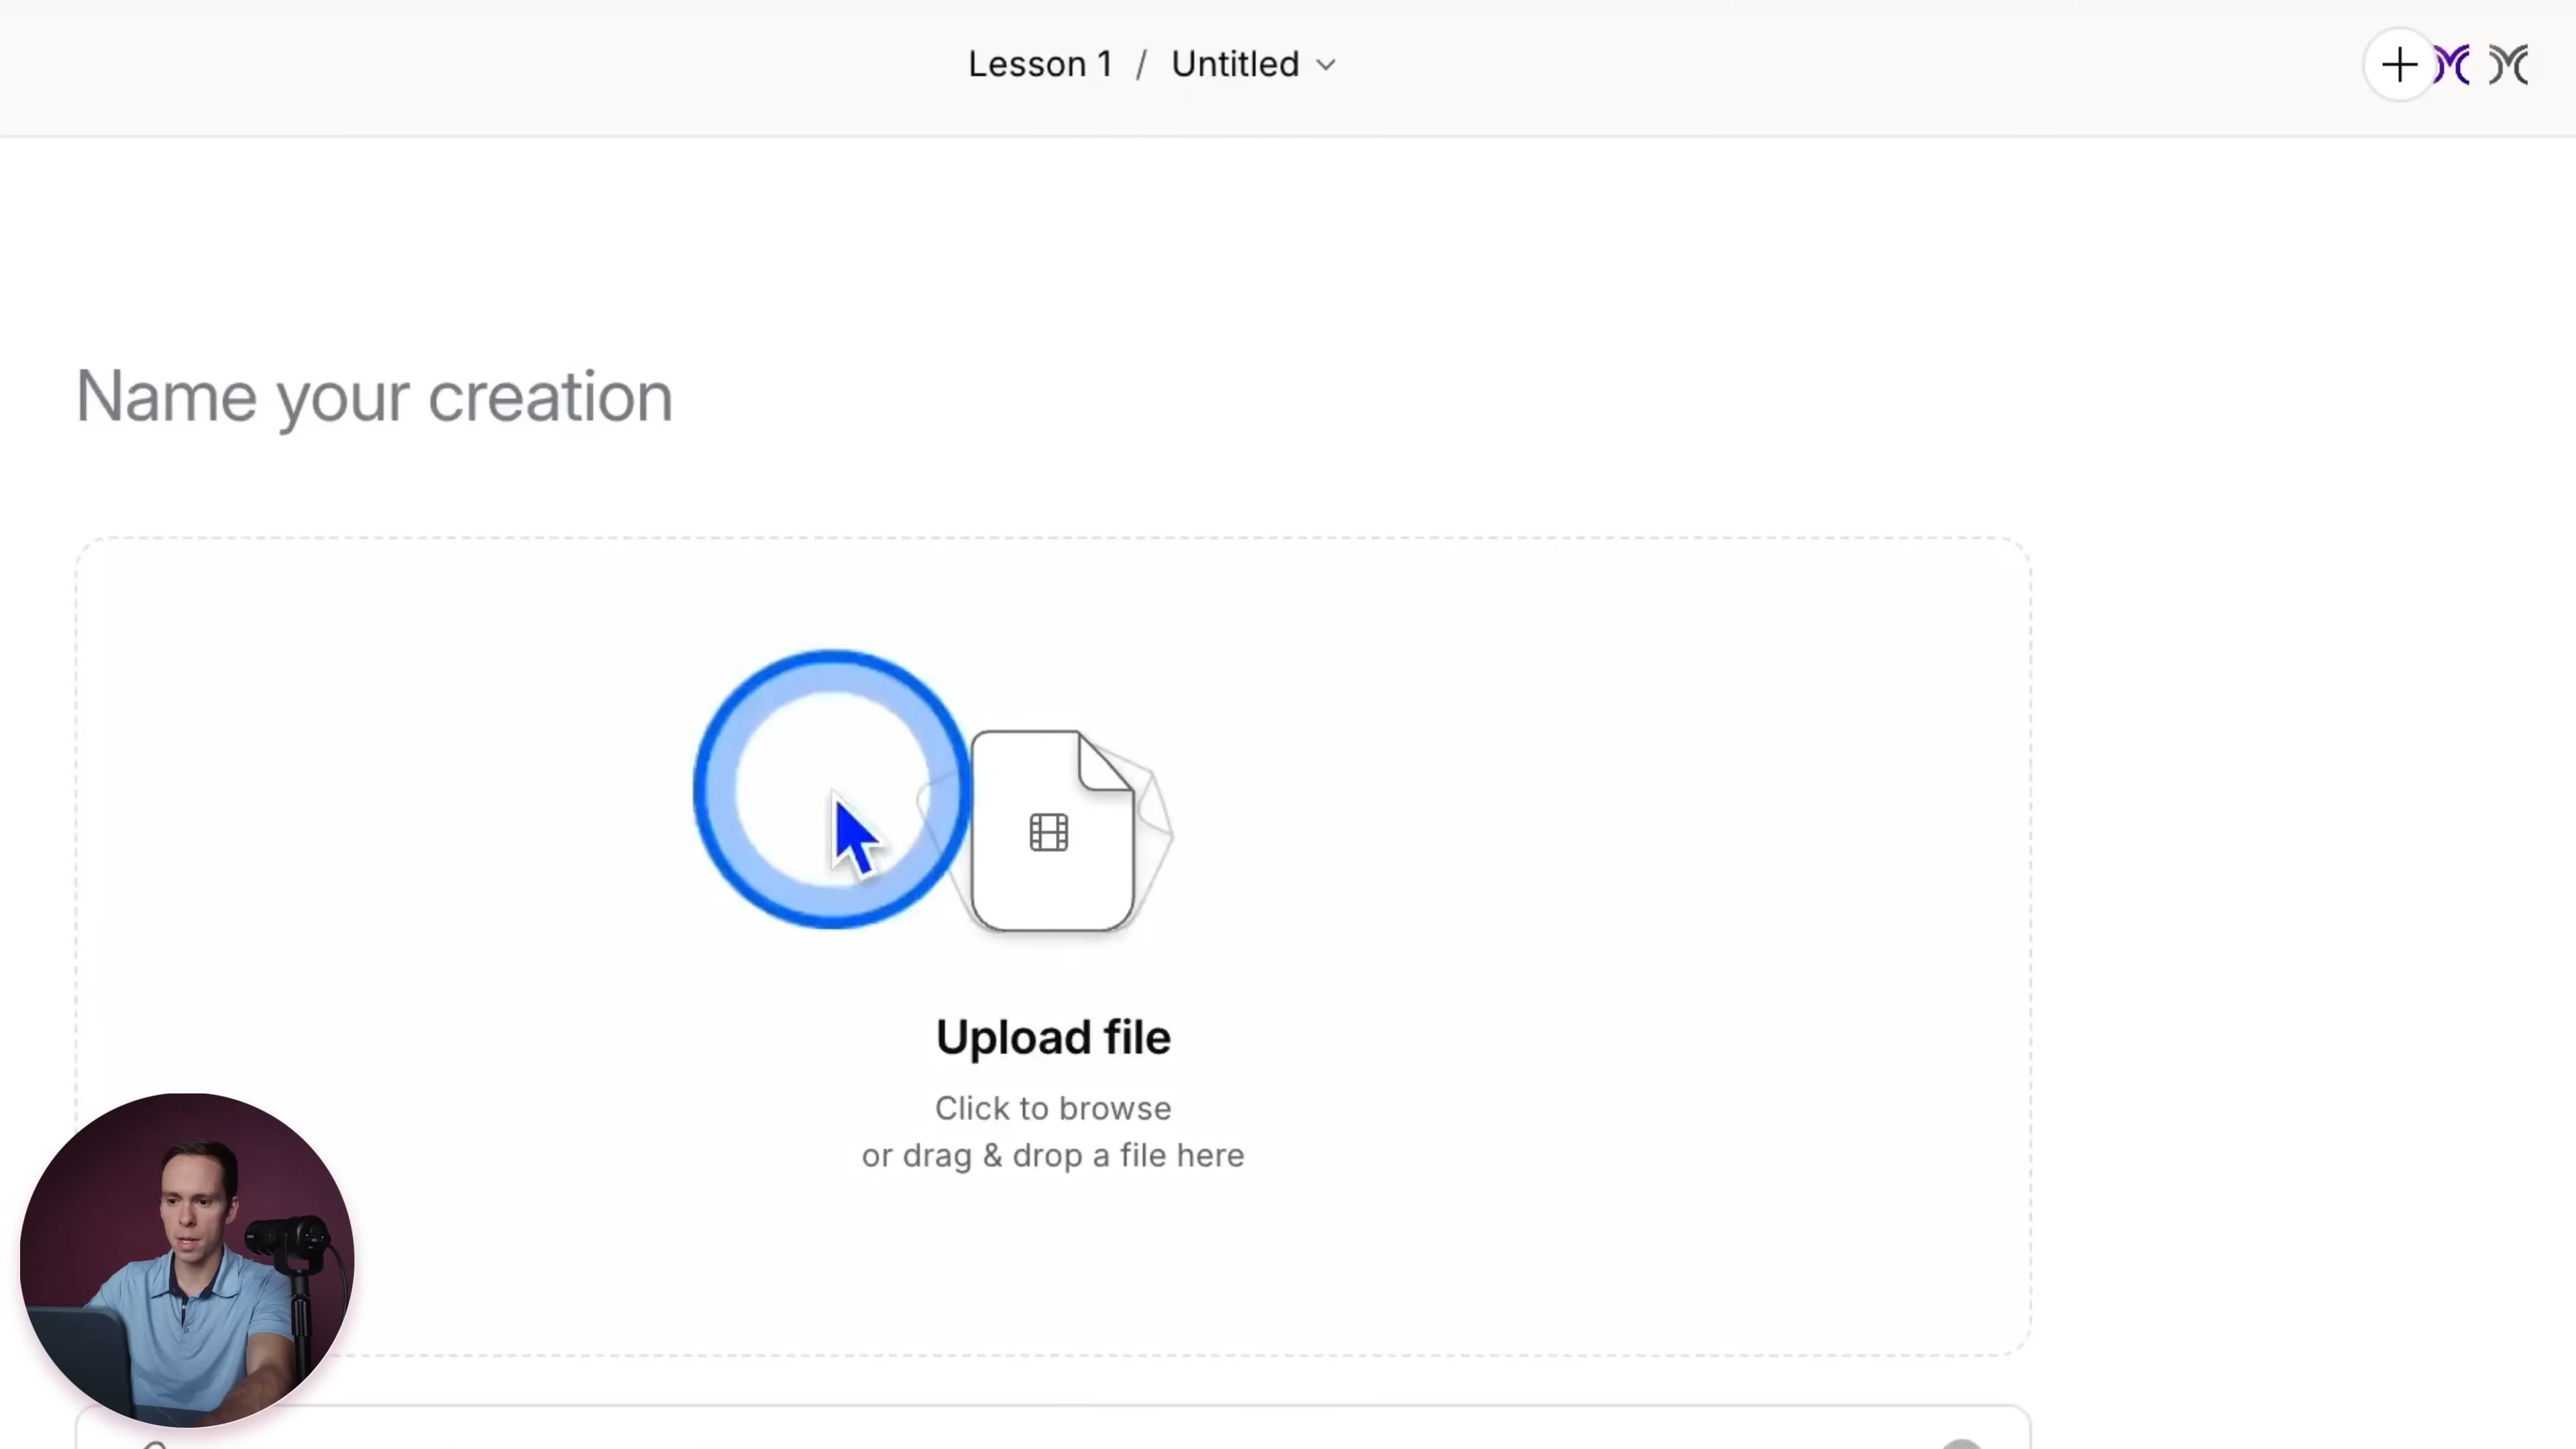 Lesson 1 / Untitled
Name your creation
Upload file
Click to browse
or drag & drop a file here